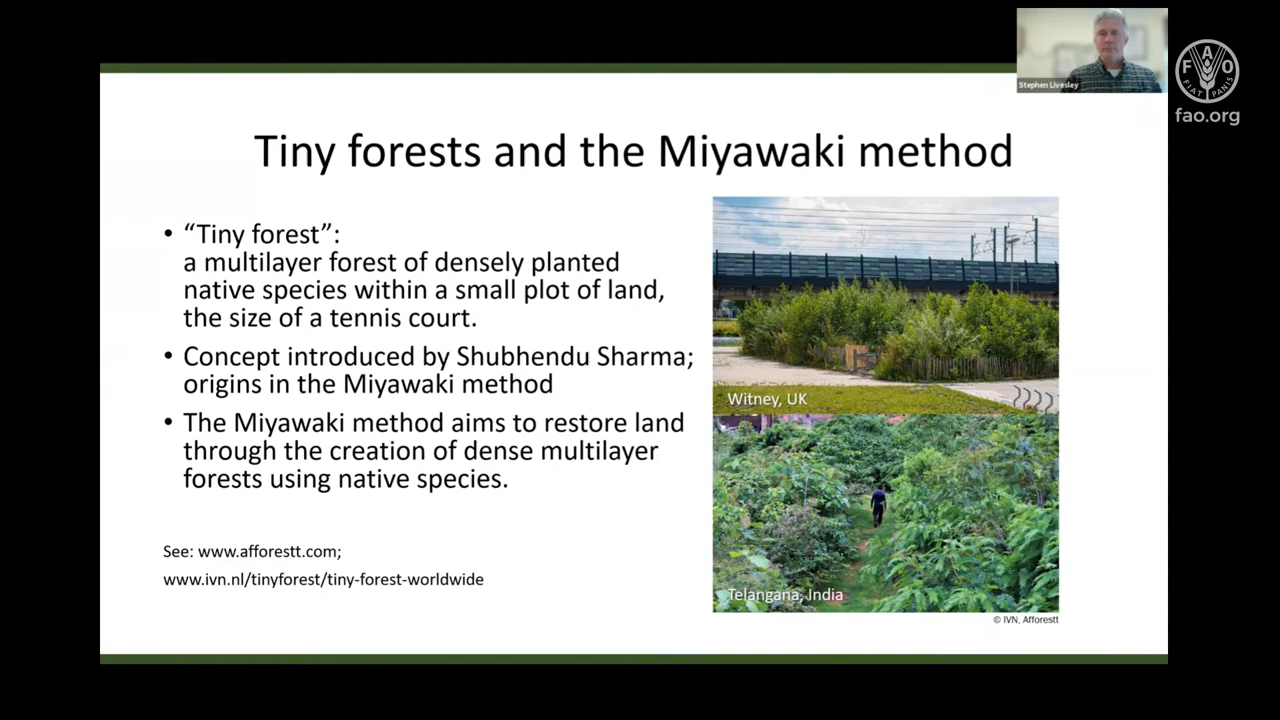 Stephen Livesley
F A O
FIAT PANIS
fao.org
Tiny forests and the Miyawaki method
• “Tiny forest”:
a multilayer forest of densely planted
native species within a small plot of land,
the size of a tennis court.
• Concept introduced by Shubhendu Sharma;
origins in the Miyawaki method
• The Miyawaki method aims to restore land
through the creation of dense multilayer
forests using native species.
See: www.afforestt.com;
www.ivn.nl/tinyforest/tiny-forest-worldwide
Witney, UK
Telangana, India
© IVN, Afforestt